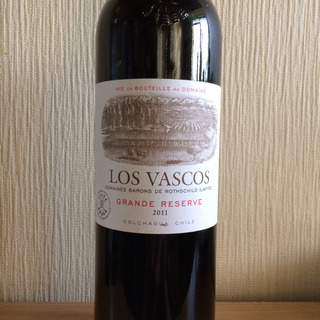 MIS EN BOUTEILLE AU DOMAINE
LOS VASCOS
DOMAINES BARONS DE ROTHSCHILD (LAFITE)
GRANDE RESERVE
2011
COLCHAGUA CHILE